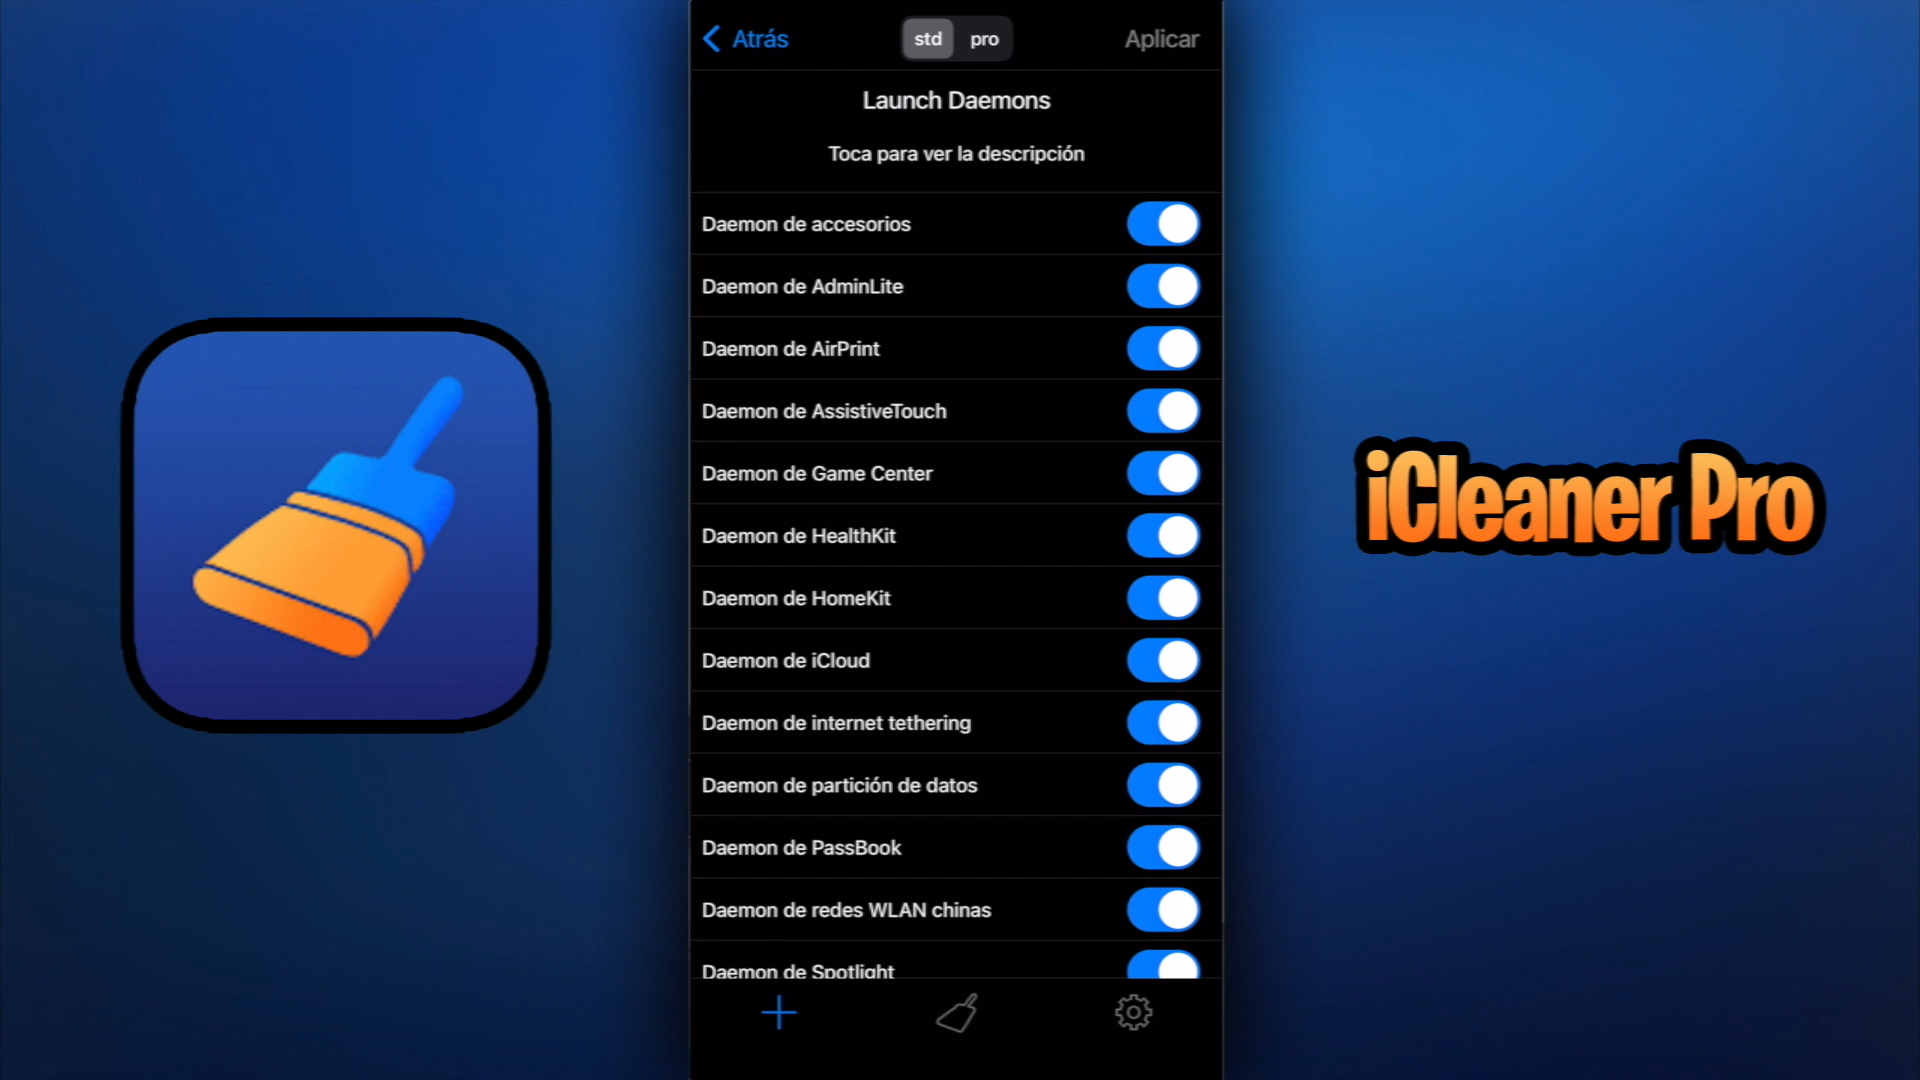 Atrás
std
pro
Aplicar
Launch Daemons
Toca para ver la descripción
Daemon de accesorios
Daemon de AdminLite
Daemon de AirPrint
Daemon de AssistiveTouch
Daemon de Game Center
Daemon de HealthKit
Daemon de HomeKit
Daemon de iCloud
Daemon de internet tethering
Daemon de partición de datos
Daemon de PassBook
Daemon de redes WLAN chinas
Daemon de Spotlight
iCleaner Pro